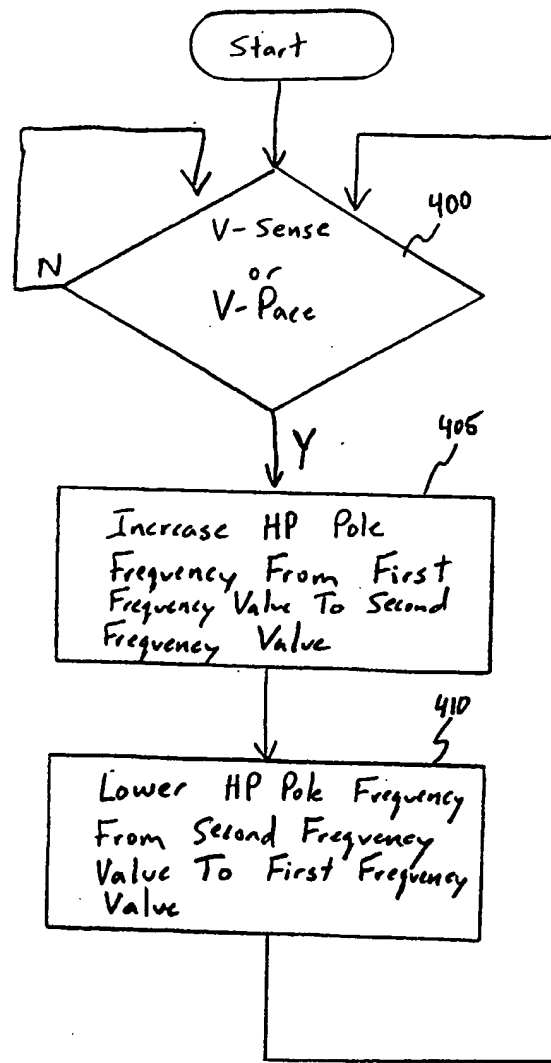 Start
400
V-Sense
or
V-Pace
N
Y
405
Increase HP Pole
Frequency From First
Frequency Value To Second
Frequency Value
410
Lower HP Pole Frequency
From Second Frequency
Value To First Frequency
Value